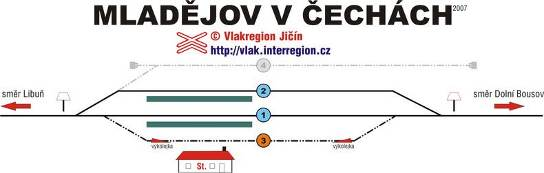 MLADĚJOV V ČECHÁCH 2007
© Vlakregion Jičín
http://vlak.interregion.cz
4
směr Libuň
směr Dolní Bousov
2
1
3
výkolejka
výkolejka
St.